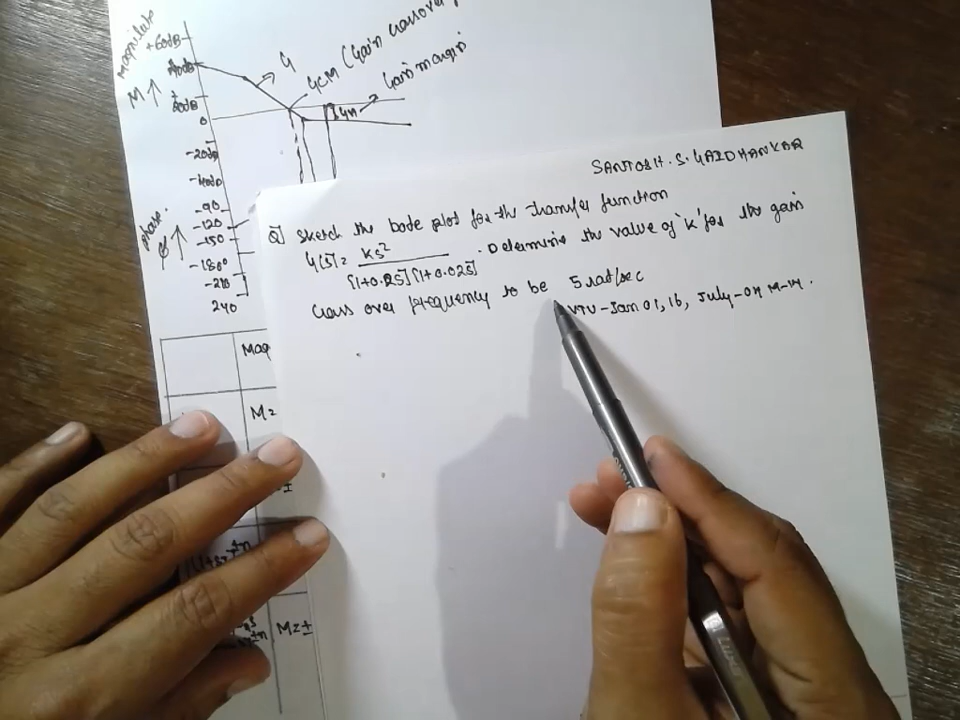 Magnitude
M ↑
+60dB
40dB
20dB
0
-20dB
-40dB
G
GCM (Gain crossover
GM
Gain margin
phase.
ϕ ↑
-90
-120
-150
-180°
-210
240
Mag
M=
M=±
SANTOSH.S.GAIDHANKAR
Q] Sketch the bode plot for the transfer function
G(S)= KS² / [1+0.2S][1+0.02S] . Determine the value of 'K' for the gain
cross over frequency to be 5 rad/sec
VTU-Jan 01,16, July-04 M-M.